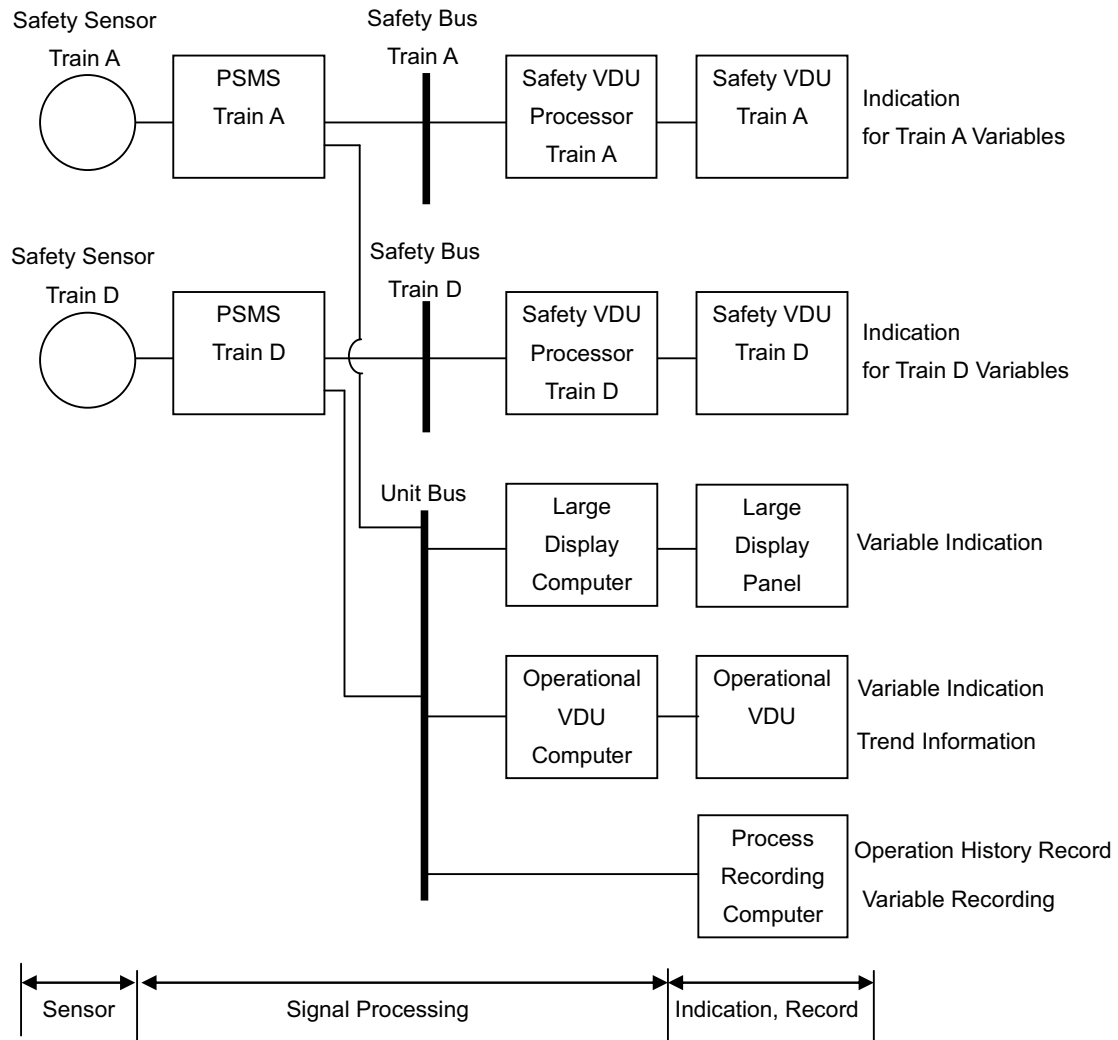 Safety Sensor
Train A
PSMS
Train A
Safety Bus
Train A
Safety VDU
Processor
Train A
Safety VDU
Train A
Indication
for Train A Variables
Safety Sensor
Train D
PSMS
Train D
Safety Bus
Train D
Safety VDU
Processor
Train D
Safety VDU
Train D
Indication
for Train D Variables
Unit Bus
Large
Display
Computer
Large
Display
Panel
Variable Indication
Operational
VDU
Computer
Operational
VDU
Variable Indication
Trend Information
Process
Recording
Computer
Operation History Record
Variable Recording
Sensor
Signal Processing
Indication, Record